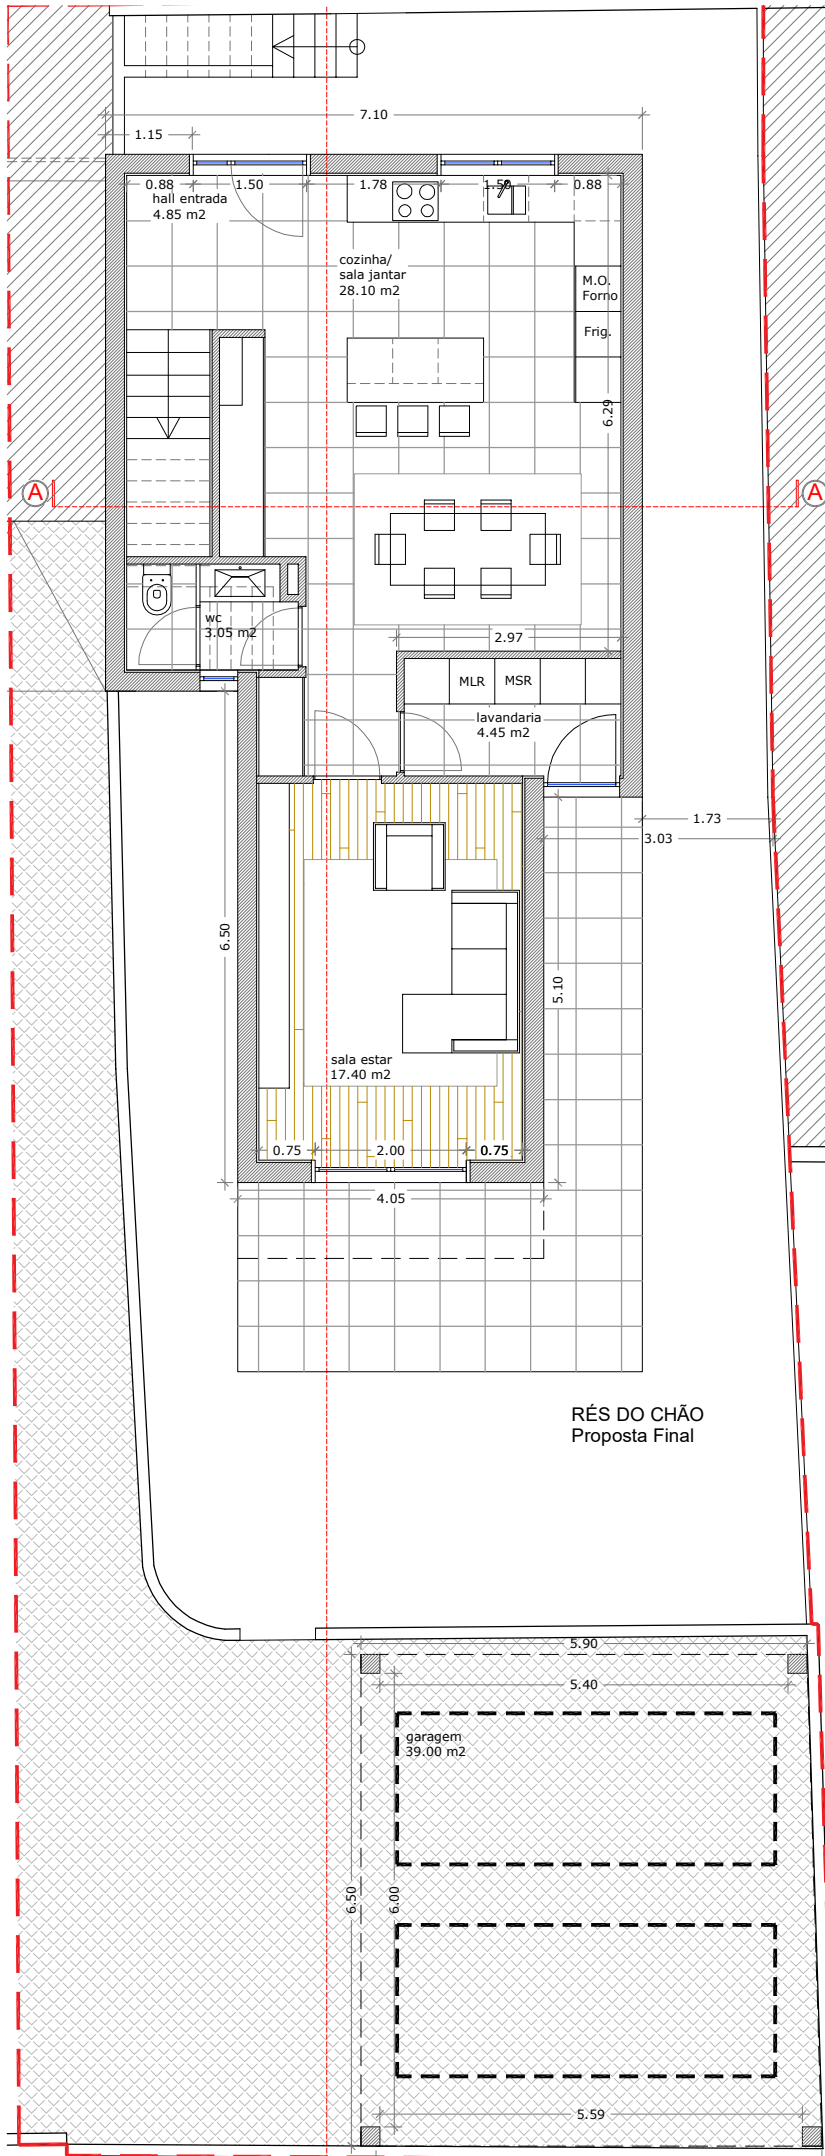 7.10
1.15
0.88
1.50
1.78
1.50
0.88
hall entrada
4.85 m2
cozinha/
sala jantar
28.10 m2
M.O.
Forno
Frig.
6.29
A
A
wc
3.05 m2
2.97
MLR
MSR
lavandaria
4.45 m2
1.73
3.03
6.50
5.10
sala estar
17.40 m2
0.75
2.00
0.75
4.05
RÉS DO CHÃO
Proposta Final
5.90
5.40
garagem
39.00 m2
6.50
6.00
5.59